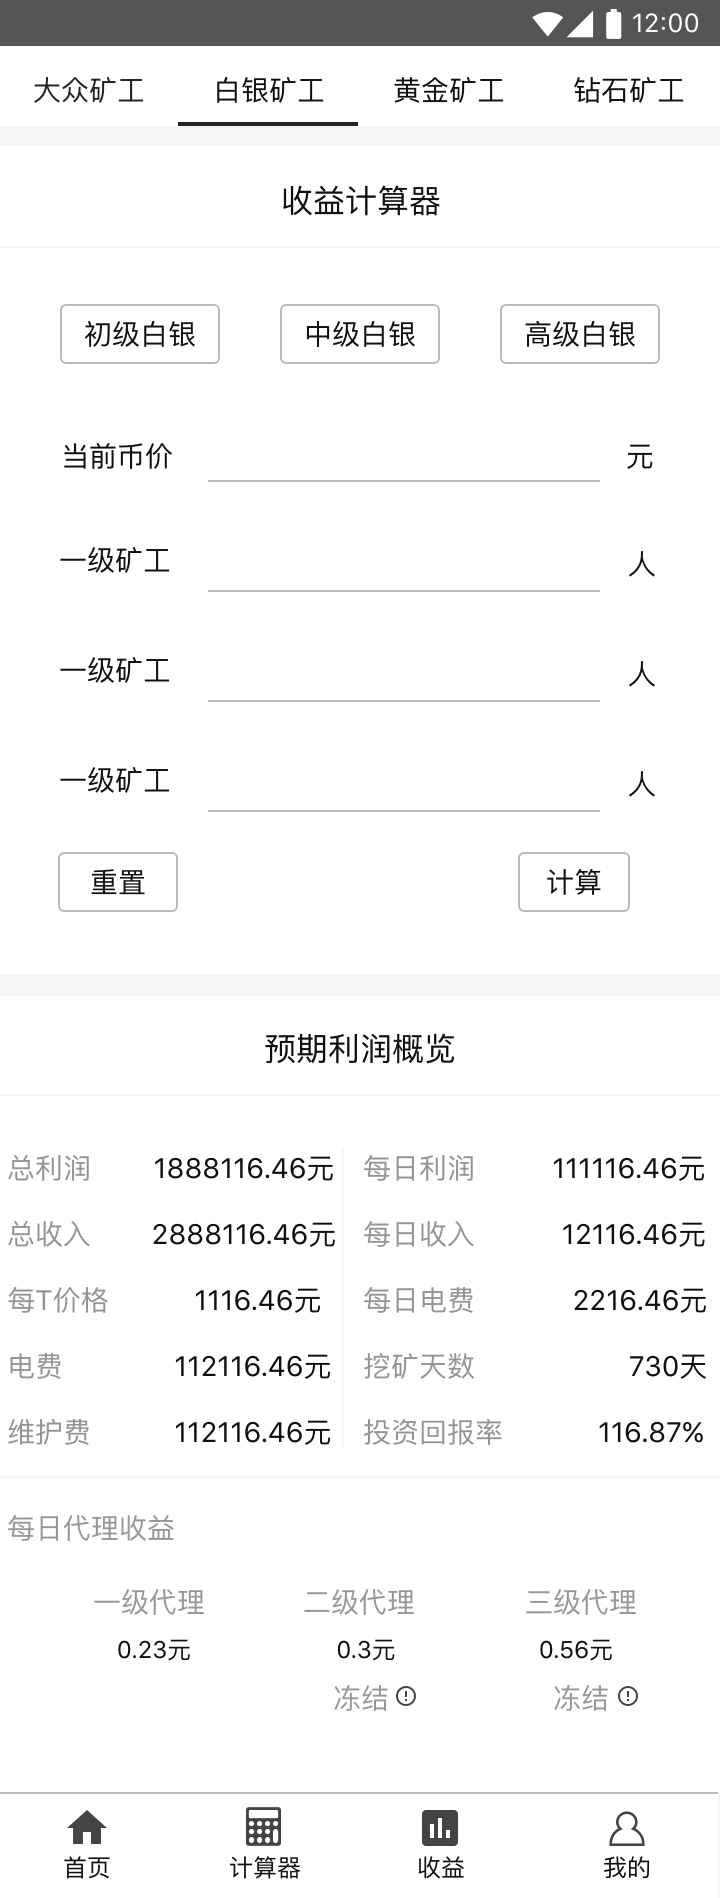 12:00
大众矿工 白银矿工 黄金矿工 钻石矿工
收益计算器
初级白银 中级白银 高级白银
当前币价 元
一级矿工 人
一级矿工 人
一级矿工 人
重置 计算
预期利润概览
总利润 1888116.46元 每日利润 111116.46元
总收入 2888116.46元 每日收入 12116.46元
每T价格 1116.46元 每日电费 2216.46元
电费 112116.46元 挖矿天数 730天
维护费 112116.46元 投资回报率 116.87%
每日代理收益
一级代理 二级代理 三级代理
0.23元 0.3元 0.56元
冻结 冻结
首页 计算器 收益 我的